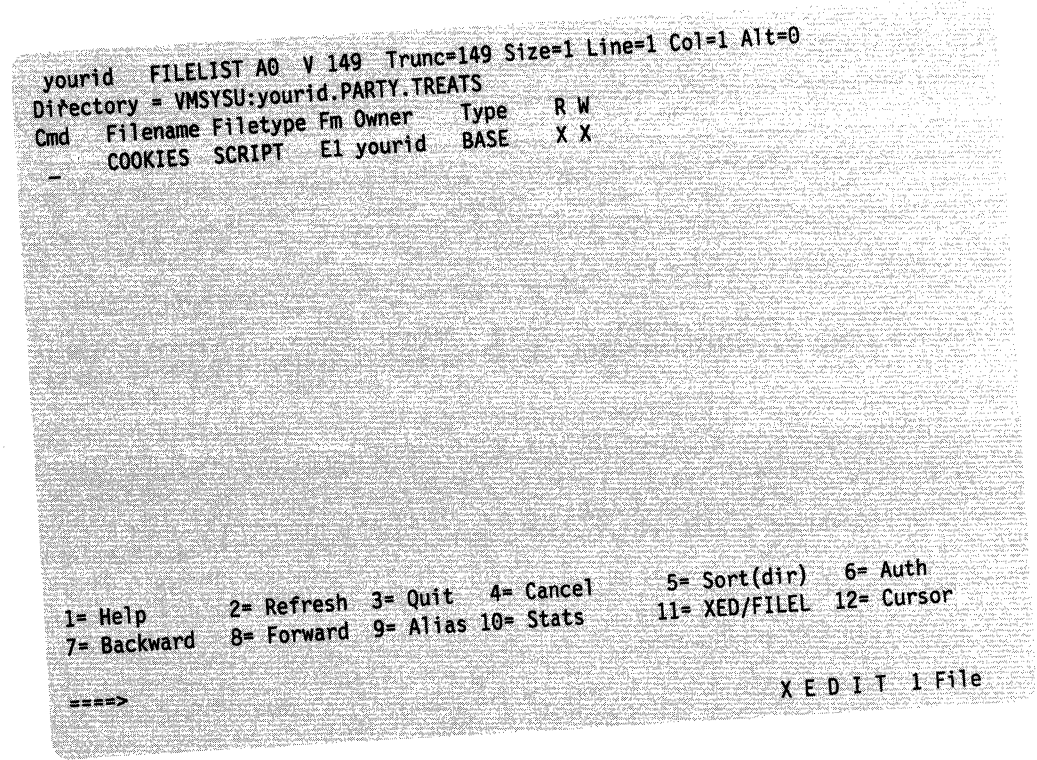 yourid FILELIST A0 V 149 Trunc=149 Size=1 Line=1 Col=1 Alt=0
Directory = VMSYSU:yourid.PARTY.TREATS
Cmd Filename Filetype Fm Owner Type R W
_ COOKIES SCRIPT E1 yourid BASE X X
1= Help 2= Refresh 3= Quit 4= Cancel 5= Sort(dir) 6= Auth
7= Backward 8= Forward 9= Alias 10= Stats 11= XED/FILEL 12= Cursor
====> X E D I T 1 File